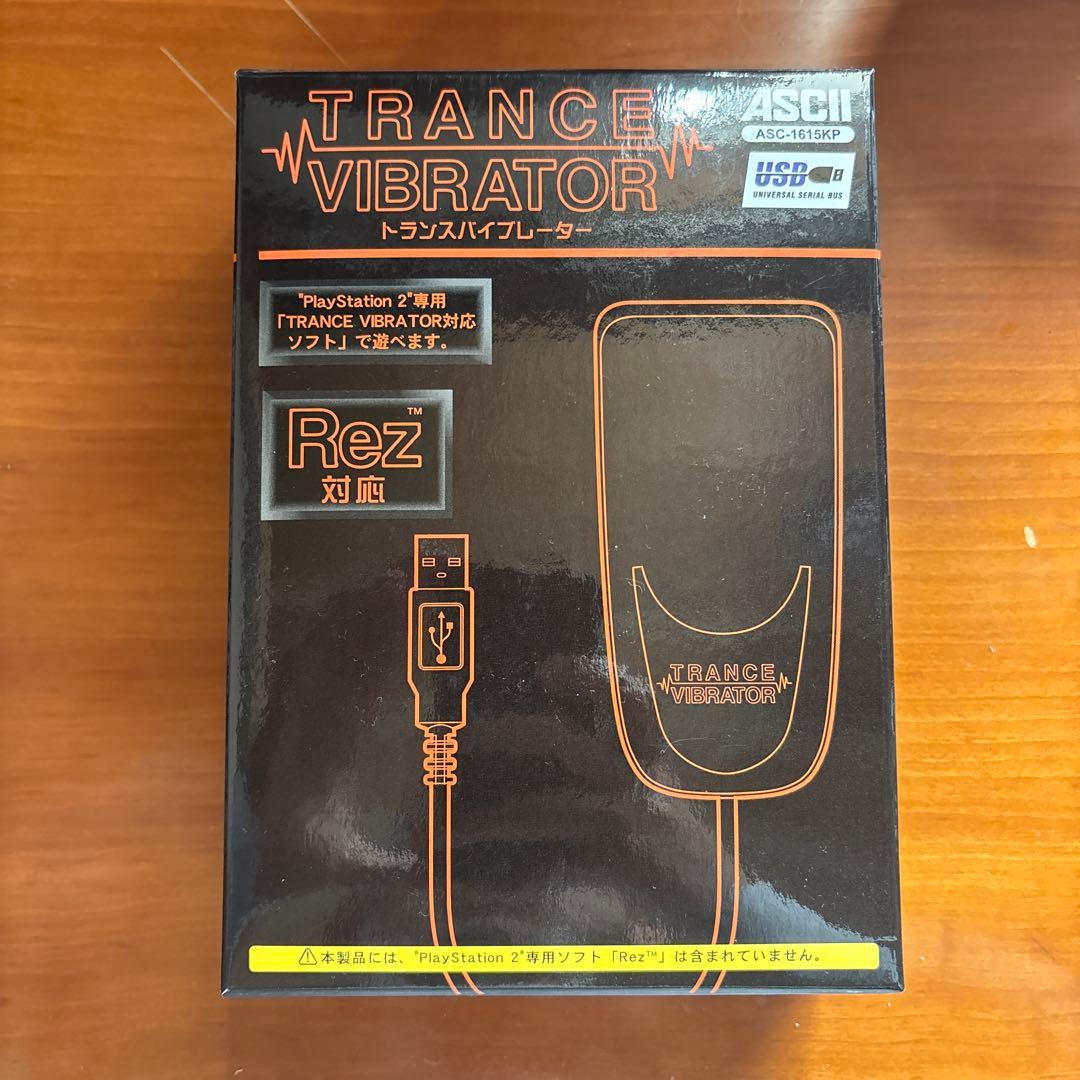 TRANCE
VIBRATOR
トランスバイブレーター
ASCII
ASC-1615KP
USB
UNIVERSAL SERIAL BUS
"PlayStation 2"専用
「TRANCE VIBRATOR対応
ソフト」で遊べます。
Rez™
対応
TRANCE
VIBRATOR
⚠本製品には、"PlayStation 2"専用ソフト「Rez™」は含まれていません。